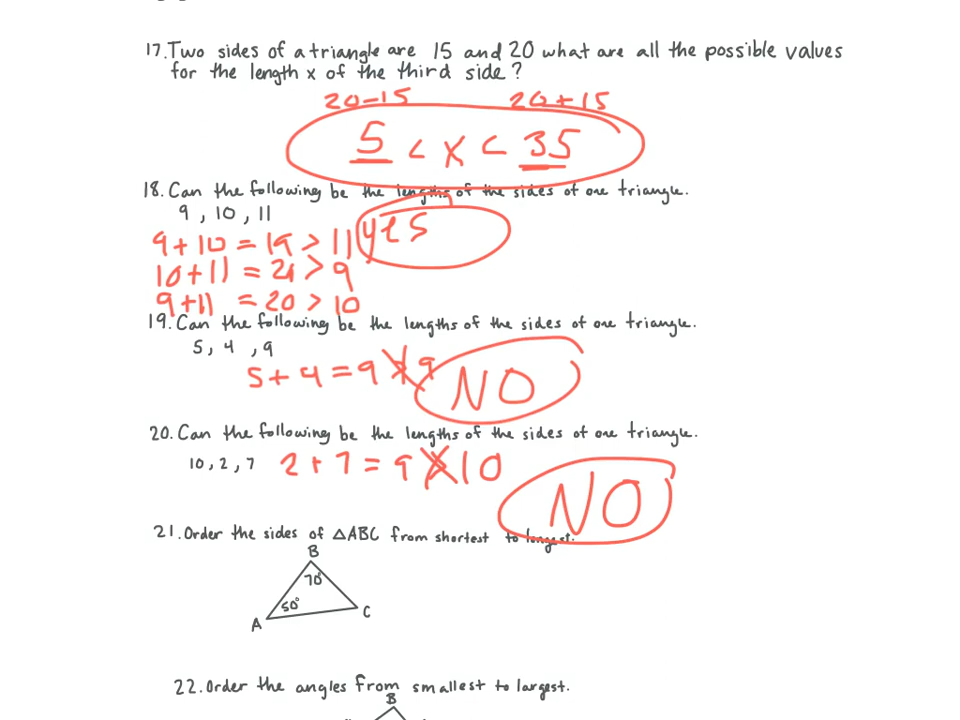 17. Two sides of a triangle are 15 and 20 what are all the possible values
for the length x of the third side?
20-15 20+15
5 < x < 35
18. Can the following be the lengths of the sides of one triangle.
9, 10, 11
9+10 = 19 > 11 yes
10+11 = 21 > 9
9+11 = 20 > 10
19. Can the following be the lengths of the sides of one triangle.
5, 4, 9
5+4=9 > 9 NO
20. Can the following be the lengths of the sides of one triangle.
10, 2, 7 2+7=9 > 10 NO
21. Order the sides of △ABC from shortest to longest.
B
70°
50°
A C
22. Order the angles from smallest to largest.
B